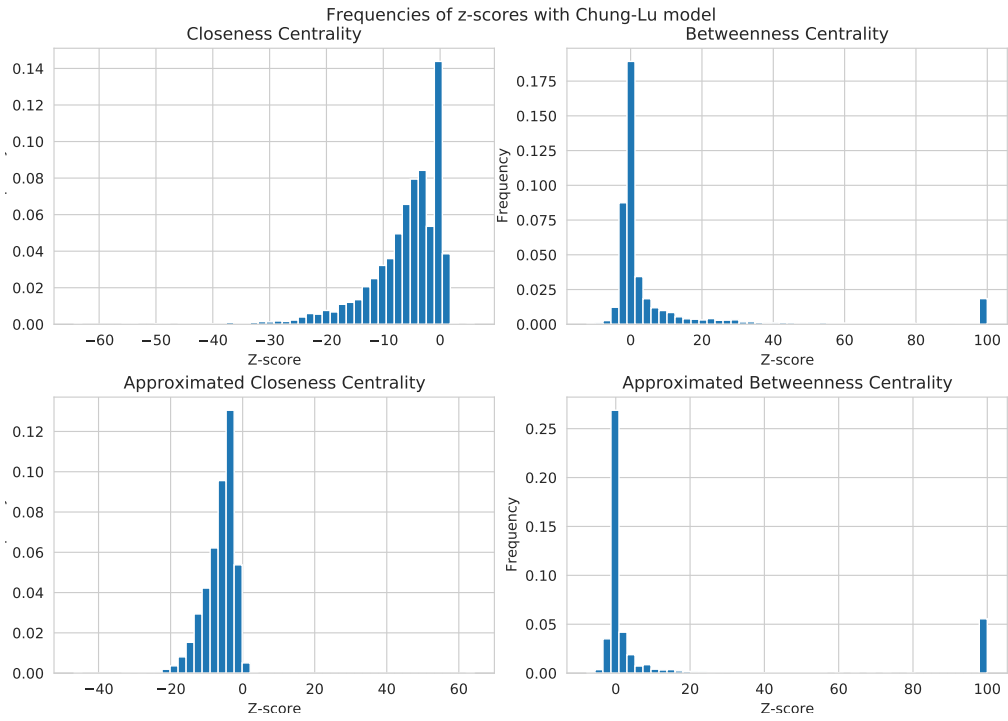 Frequencies of z-scores with Chung-Lu model
Closeness Centrality
0.14
0.12
0.10
0.08
0.06
0.04
0.02
0.00
−60 −50 −40 −30 −20 −10 0
Z-score
Betweenness Centrality
Frequency
0.175
0.150
0.125
0.100
0.075
0.050
0.025
0.000
0 20 40 60 80 100
Z-score
Approximated Closeness Centrality
0.12
0.10
0.08
0.06
0.04
0.02
0.00
−40 −20 0 20 40 60
Z-score
Approximated Betweenness Centrality
Frequency
0.25
0.20
0.15
0.10
0.05
0.00
0 20 40 60 80 100
Z-score